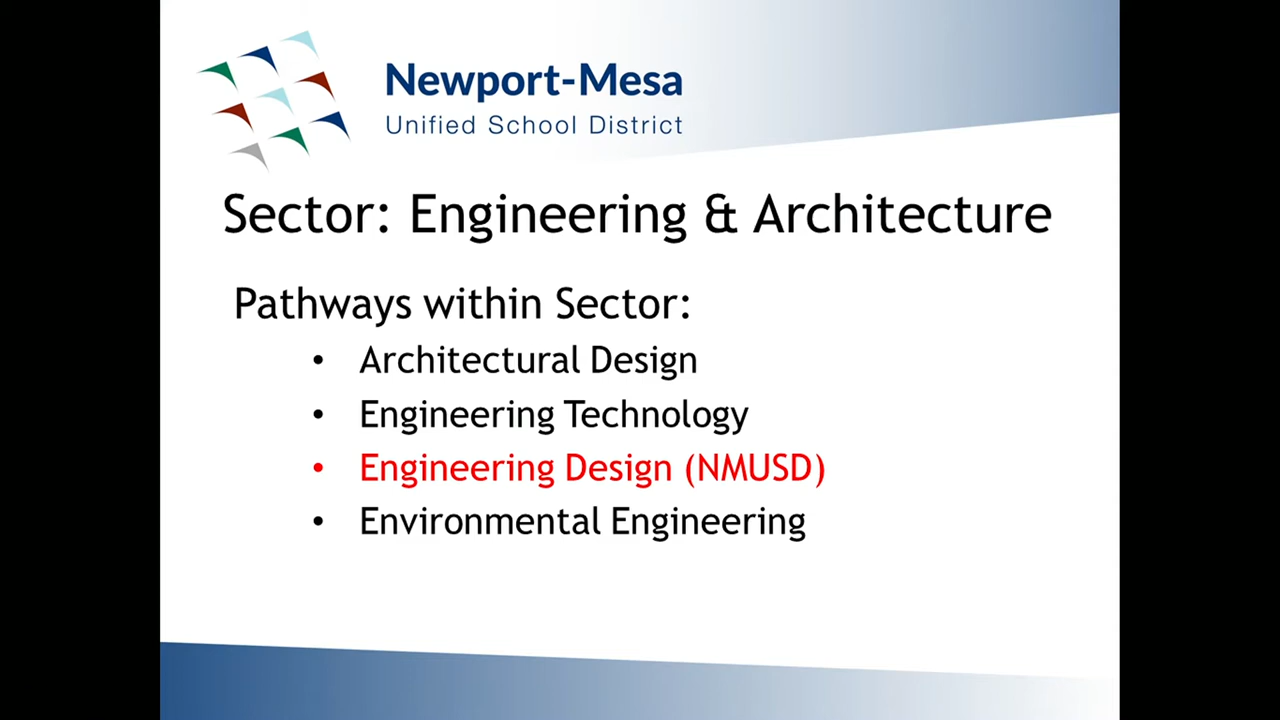 Newport-Mesa
Unified School District
Sector: Engineering & Architecture
Pathways within Sector:
• Architectural Design
• Engineering Technology
• Engineering Design (NMUSD)
• Environmental Engineering